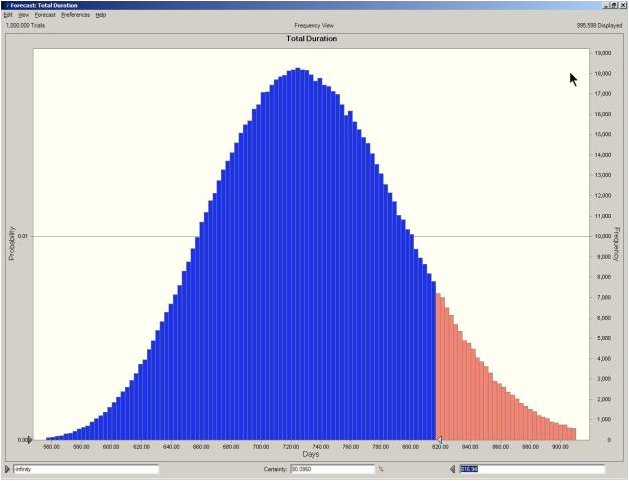 Forecast: Total Duration
Edit View Forecast Preferences Help
1,000,000 Trials Frequency View Displayed
Total Duration
19,000
18,000
17,000
16,000
15,000
14,000
13,000
12,000
11,000
0.01 10,000
9,000
8,000
7,000
6,000
5,000
4,000
3,000
2,000
1,000
0.00 0
Probability
Frequency
560.00 580.00 600.00 620.00 640.00 660.00 680.00 700.00 720.00 740.00 760.00 780.00 800.00 820.00 840.00 860.00 880.00 900.00
Days
-Infinity Certainty: % 816.94